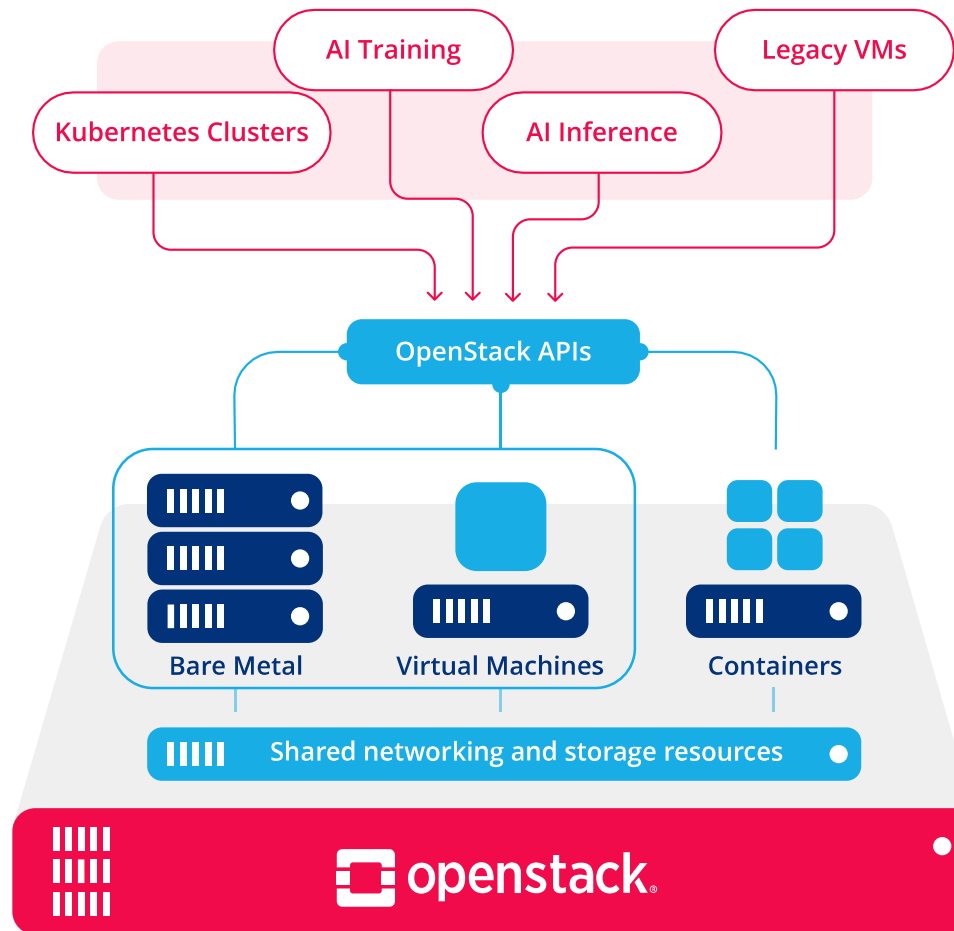 AI Training
Legacy VMs
Kubernetes Clusters
AI Inference
OpenStack APIs
Bare Metal
Virtual Machines
Containers
Shared networking and storage resources
openstack®